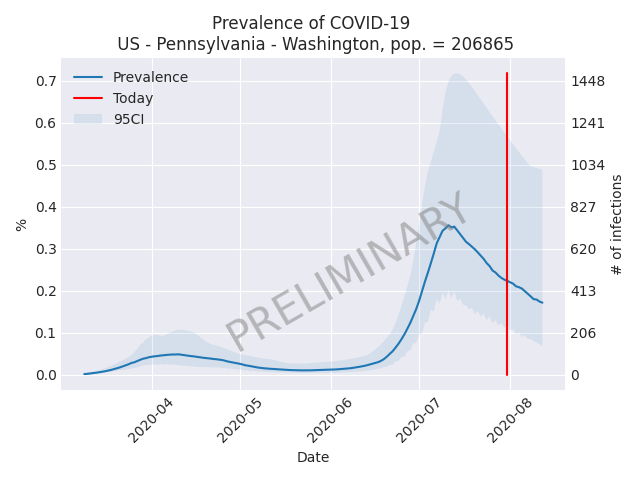 Prevalence of COVID-19
US - Pennsylvania - Washington, pop. = 206865
Prevalence
Today
95CI
0.7
0.6
0.5
0.4
0.3
0.2
0.1
0.0
%
1448
1241
1034
827
620
413
206
0
# of infections
PRELIMINARY
2020-04
2020-05
2020-06
2020-07
2020-08
Date